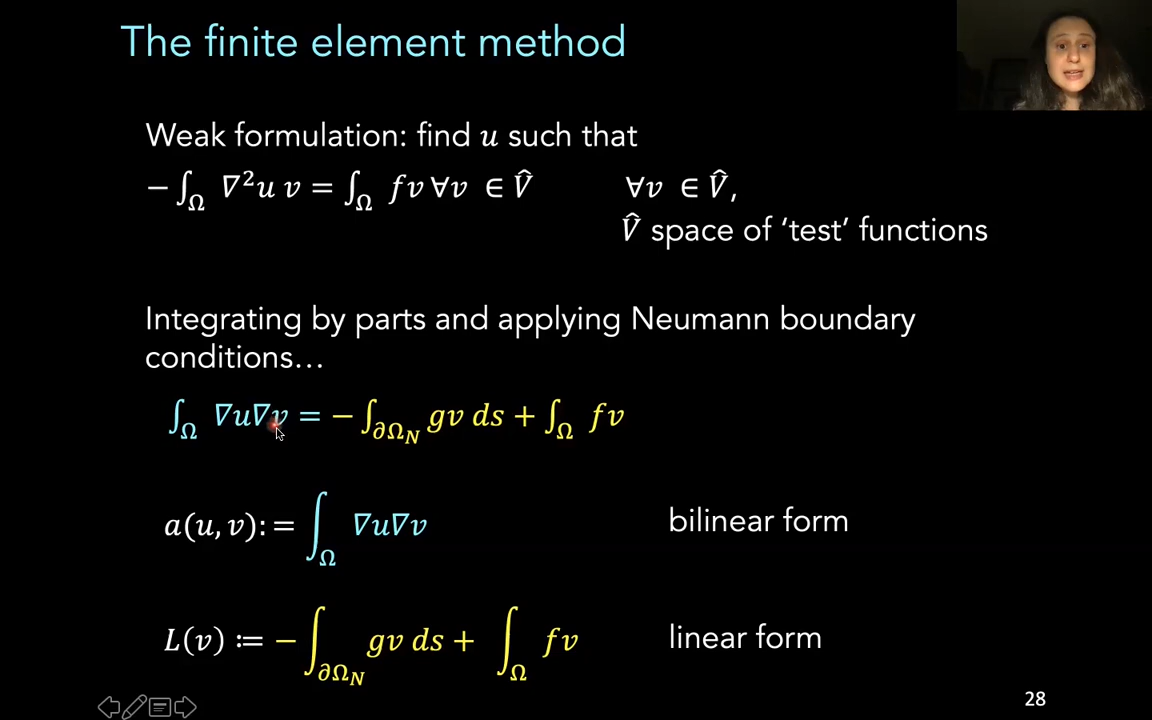 The finite element method
Weak formulation: find 𝑢 such that
−∫_Ω ∇²𝑢 𝑣 = ∫_Ω 𝑓𝑣 ∀𝑣 ∈ V̂ ∀𝑣 ∈ V̂,
V̂ space of ‘test’ functions
Integrating by parts and applying Neumann boundary
conditions…
∫_Ω ∇𝑢∇𝑣 = −∫_∂Ω_N 𝑔𝑣 𝑑𝑠 + ∫_Ω 𝑓𝑣
𝑎(𝑢, 𝑣): = ∫_Ω ∇𝑢∇𝑣 bilinear form
𝐿(𝑣) ≔ −∫_∂Ω_N 𝑔𝑣 𝑑𝑠 + ∫_Ω 𝑓𝑣 linear form
28